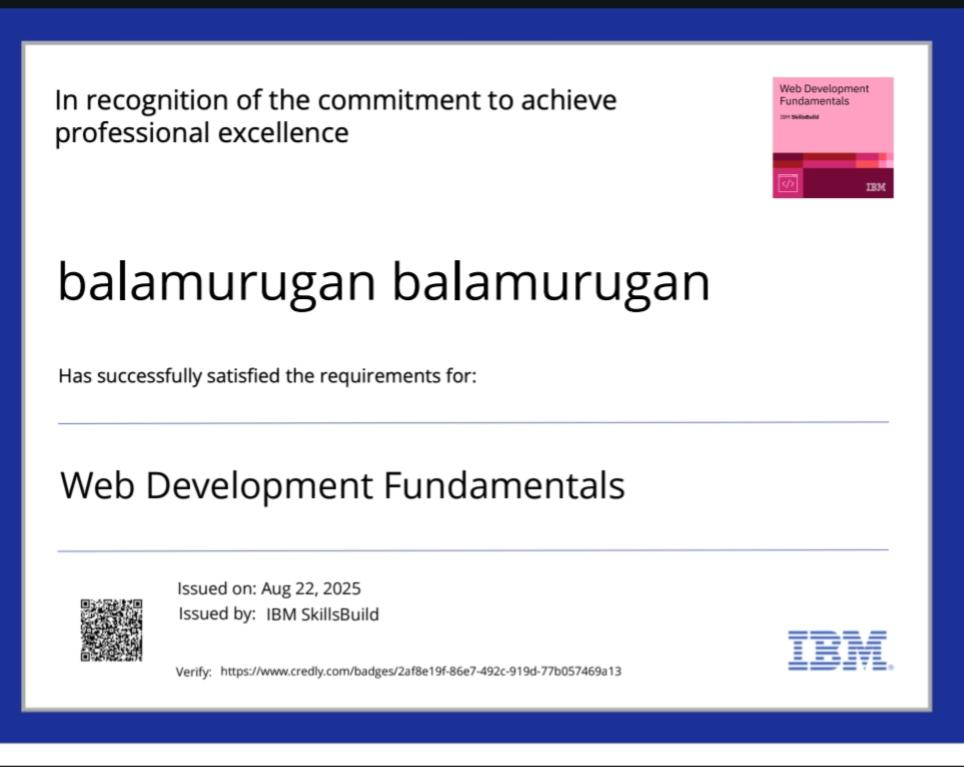 In recognition of the commitment to achieve
professional excellence
Web Development
Fundamentals
IBM SkillsBuild
</>
IBM
balamurugan balamurugan
Has successfully satisfied the requirements for:
Web Development Fundamentals
Issued on: Aug 22, 2025
Issued by: IBM SkillsBuild
Verify: https://www.credly.com/badges/2af8e19f-86e7-492c-919d-77b057469a13
IBM®